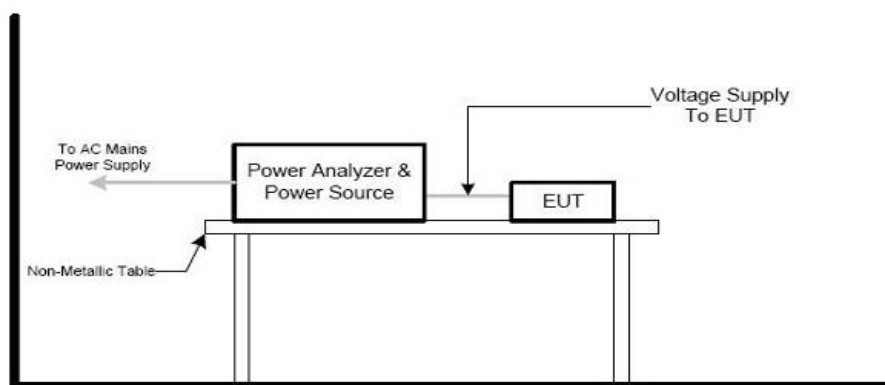 Voltage Supply
To EUT
To AC Mains
Power Supply
Power Analyzer &
Power Source
EUT
Non-Metallic Table